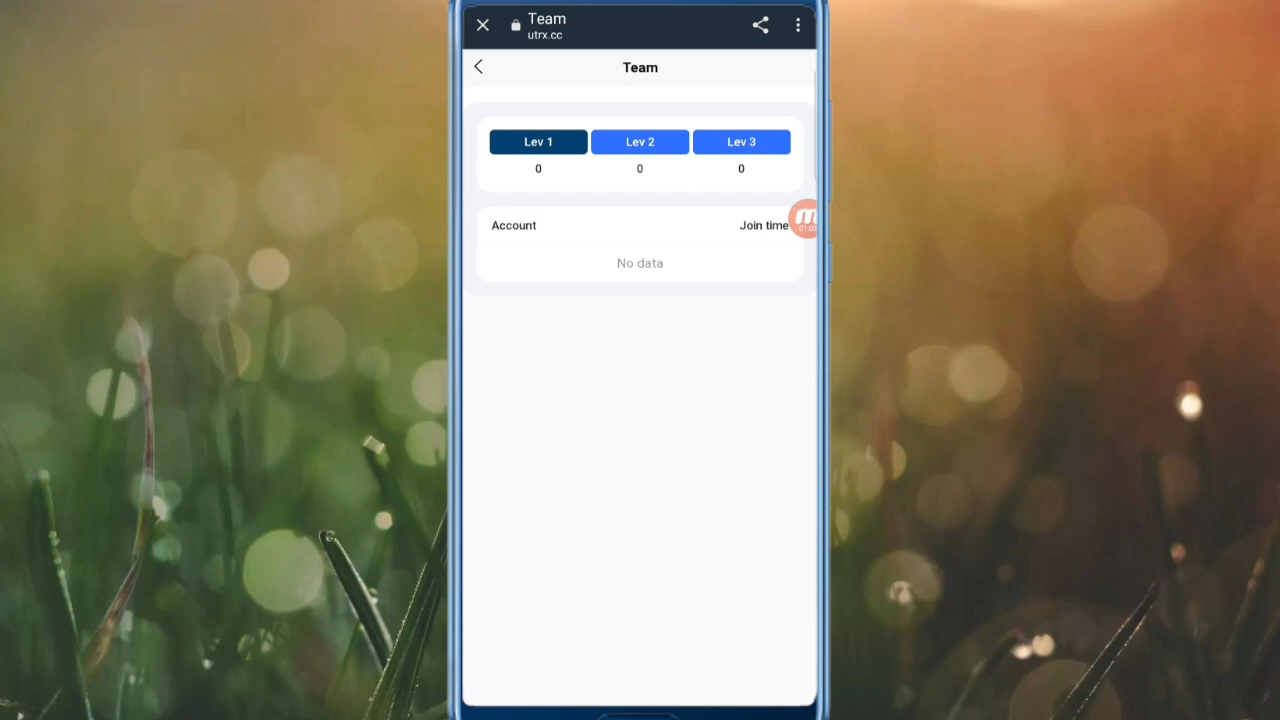 Team
utrx.cc
Team
Lev 1 Lev 2 Lev 3
0 0 0
Account Join time
No data